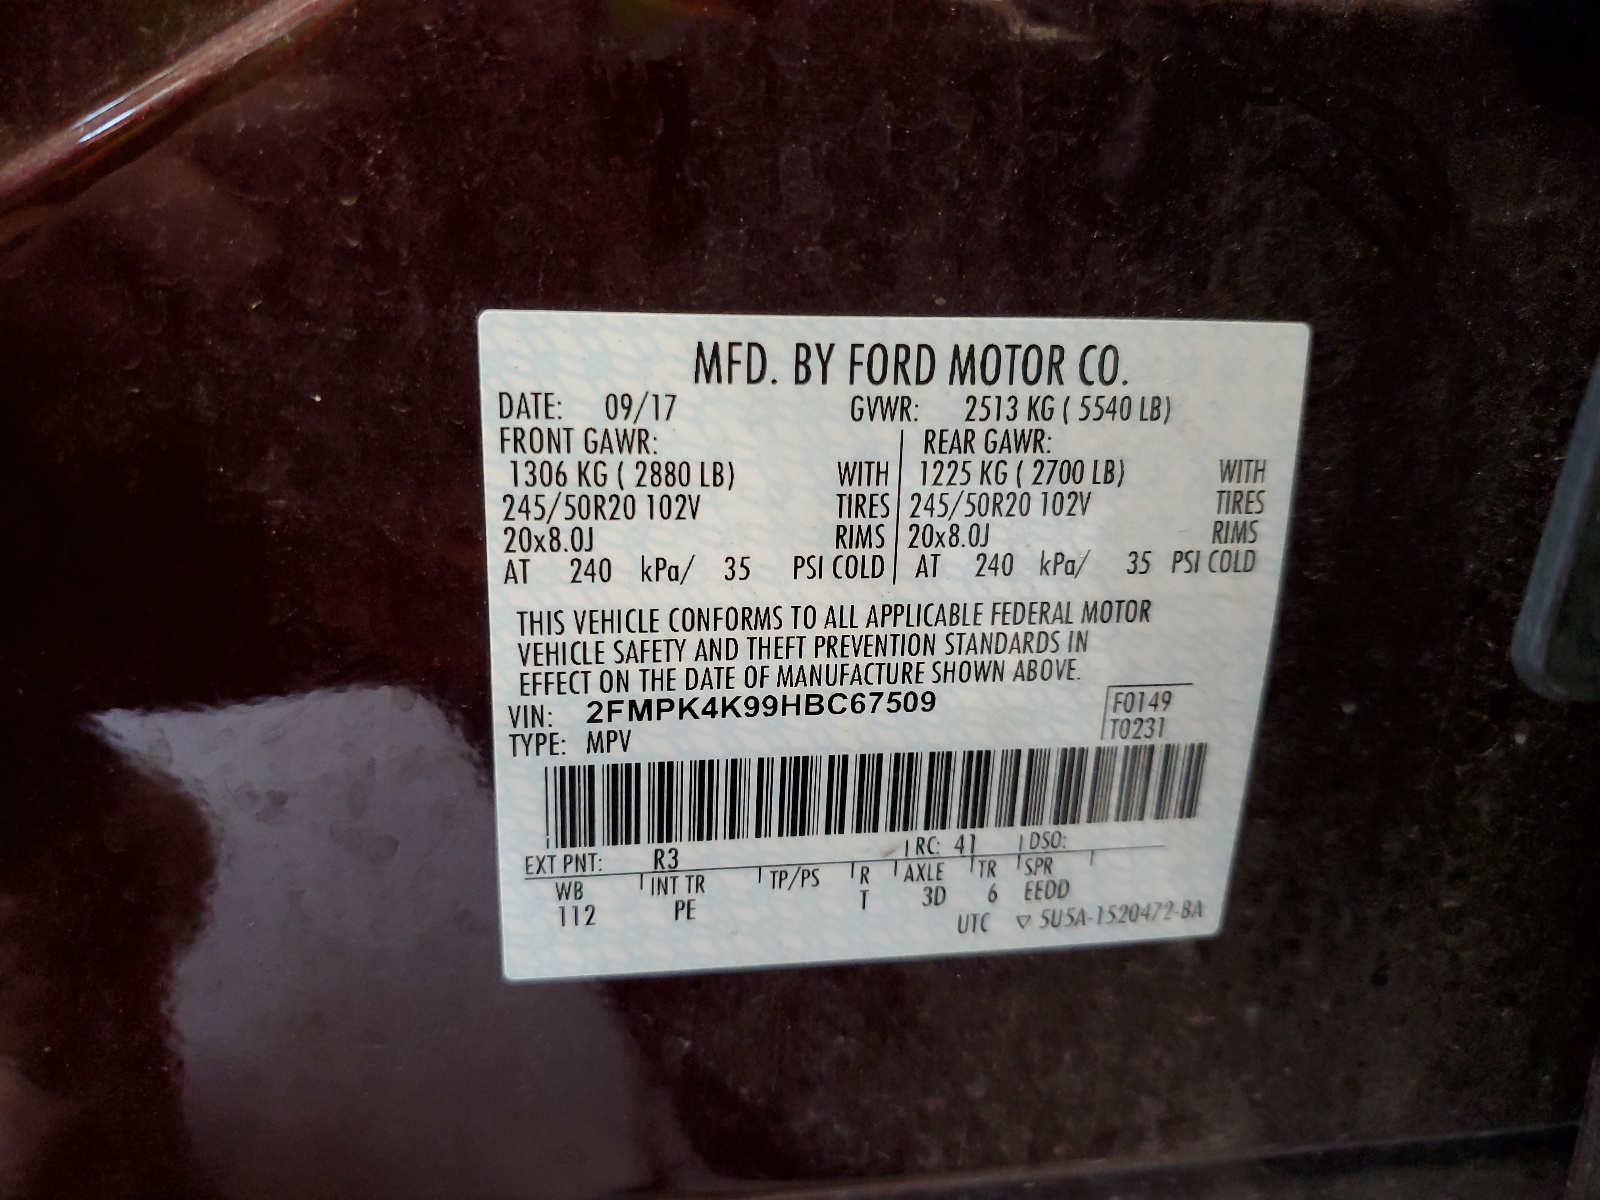 MFD. BY FORD MOTOR CO.
DATE: 09/17 GVWR: 2513 KG ( 5540 LB)
FRONT GAWR: REAR GAWR:
1306 KG ( 2880 LB) WITH 1225 KG ( 2700 LB) WITH
245/50R20 102V TIRES 245/50R20 102V TIRES
20x8.0J RIMS 20x8.0J RIMS
AT 240 kPa/ 35 PSI COLD AT 240 kPa/ 35 PSI COLD
THIS VEHICLE CONFORMS TO ALL APPLICABLE FEDERAL MOTOR
VEHICLE SAFETY AND THEFT PREVENTION STANDARDS IN
EFFECT ON THE DATE OF MANUFACTURE SHOWN ABOVE.
VIN: 2FMPK4K99HBC67509 F0149
TYPE: MPV T0231
EXT PNT: R3 RC: 41 DSO:
WB INT TR TP/PS R AXLE TR SPR
112 PE T 3D 6 EEDD
UTC ▽ 5U5A-1520472-BA